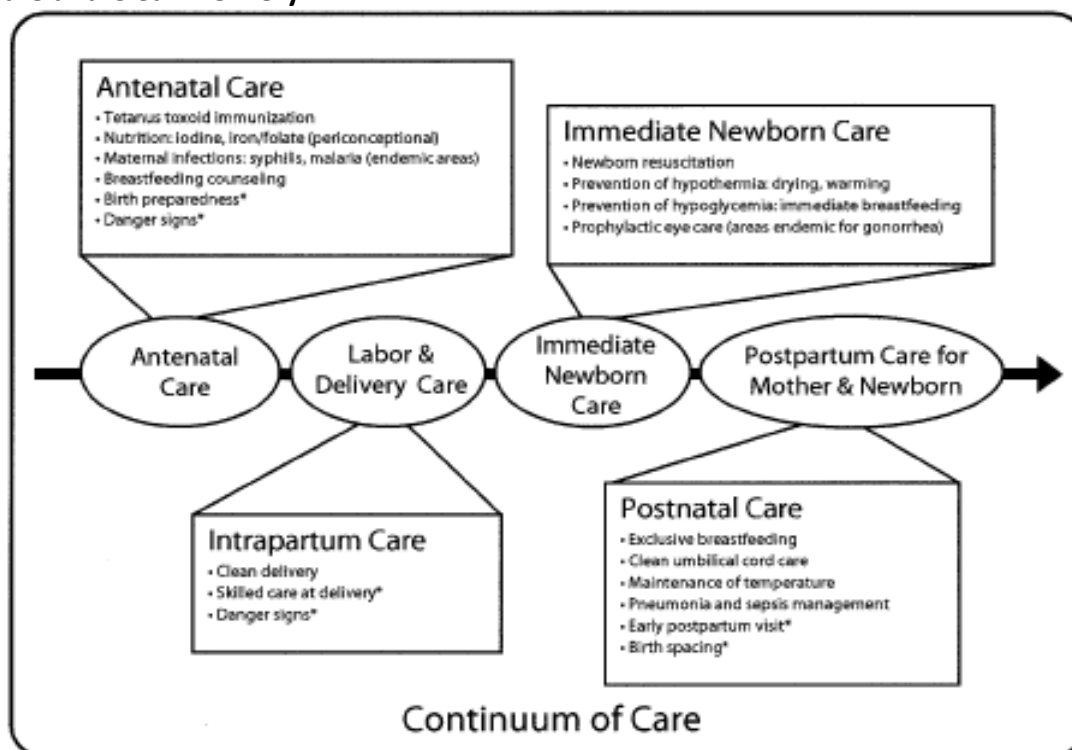 Antenatal Care
• Tetanus toxoid immunization
• Nutrition: iodine, iron/folate (periconceptional)
• Maternal infections: syphilis, malaria (endemic areas)
• Breastfeeding counseling
• Birth preparedness*
• Danger signs*
Immediate Newborn Care
• Newborn resuscitation
• Prevention of hypothermia: drying, warming
• Prevention of hypoglycemia: immediate breastfeeding
• Prophylactic eye care (areas endemic for gonorrhea)
Antenatal
Care
Labor &
Delivery Care
Immediate
Newborn
Care
Postpartum Care for
Mother & Newborn
Intrapartum Care
• Clean delivery
• Skilled care at delivery*
• Danger signs*
Postnatal Care
• Exclusive breastfeeding
• Clean umbilical cord care
• Maintenance of temperature
• Pneumonia and sepsis management
• Early postpartum visit*
• Birth spacing*
Continuum of Care